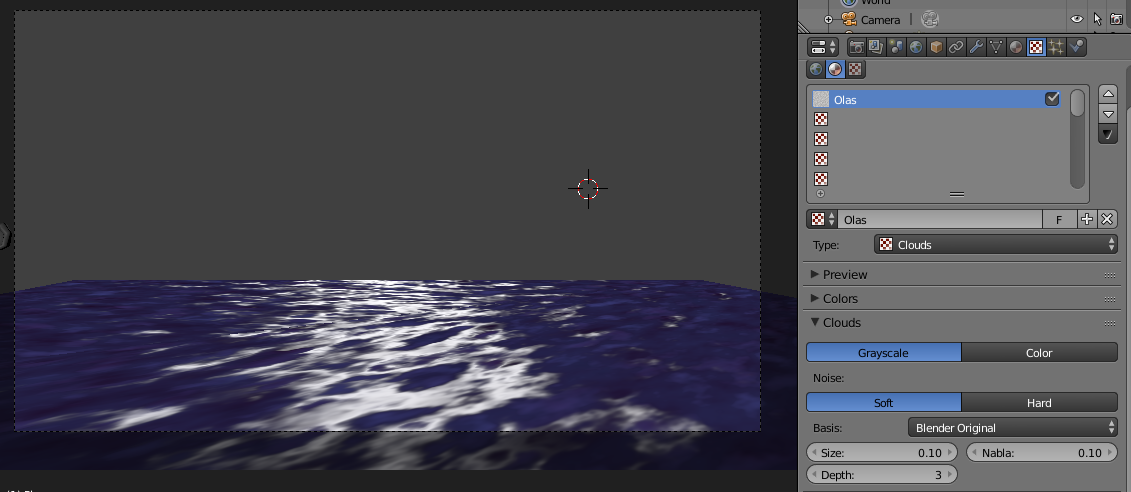 World
Camera
Olas
Olas F
Type: Clouds
Preview
Colors
Clouds
Grayscale Color
Noise:
Soft Hard
Basis: Blender Original
Size: 0.10 Nabla: 0.10
Depth: 3